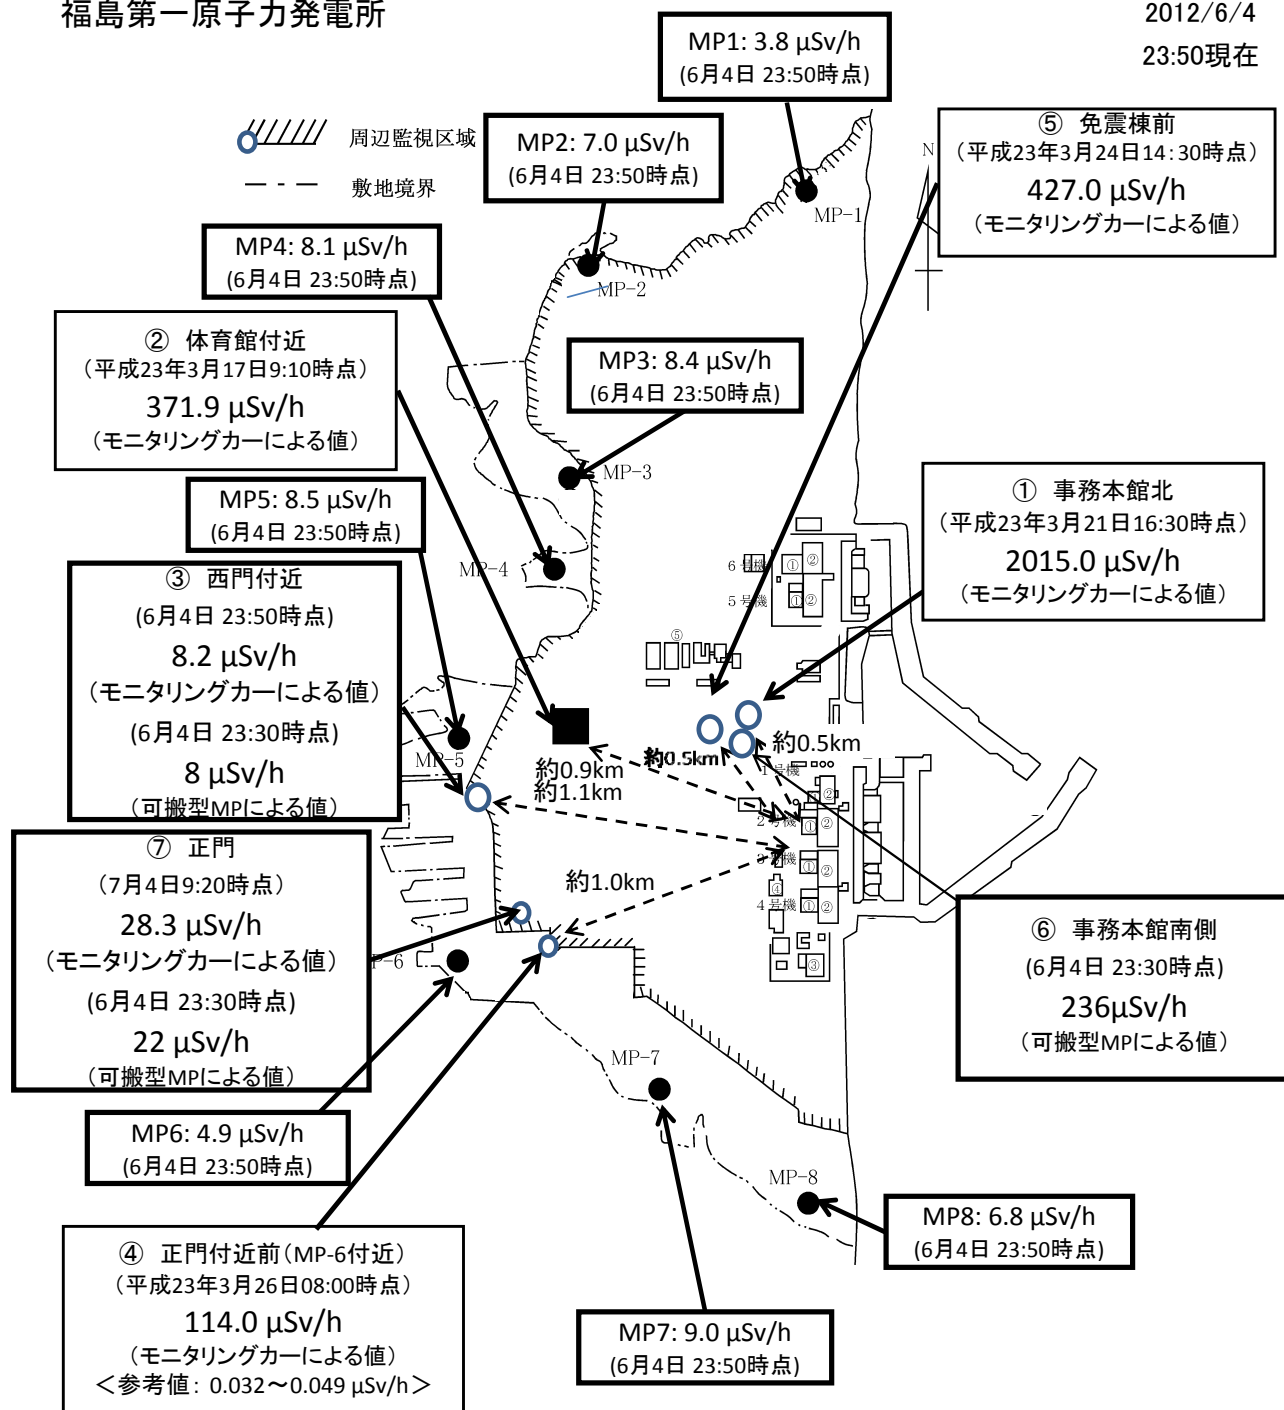 福島第一原子力発電所
2012/6/4
23:50現在
MP1: 3.8 μSv/h
(6月4日 23:50時点)
周辺監視区域
敷地境界
MP2: 7.0 μSv/h
(6月4日 23:50時点)
⑤ 免震棟前
(平成23年3月24日14:30時点)
427.0 μSv/h
(モニタリングカーによる値)
N
MP-1
MP4: 8.1 μSv/h
(6月4日 23:50時点)
MP-2
② 体育館付近
(平成23年3月17日9:10時点)
371.9 μSv/h
(モニタリングカーによる値)
MP3: 8.4 μSv/h
(6月4日 23:50時点)
MP-3
MP5: 8.5 μSv/h
(6月4日 23:50時点)
① 事務本館北
(平成23年3月21日16:30時点)
2015.0 μSv/h
(モニタリングカーによる値)
MP-4
6号機
① ②
5号機
① ②
③ 西門付近
(6月4日 23:50時点)
8.2 μSv/h
(モニタリングカーによる値)
(6月4日 23:30時点)
8 μSv/h
(可搬型MPによる値)
⑤
MP-5
約0.9km
約1.1km
約0.5km
約0.5km
1号機
②
2号機
① ②
3号機
① ②
④
4号機
① ②
③
約1.0km
⑦ 正門
(7月4日9:20時点)
28.3 μSv/h
(モニタリングカーによる値)
(6月4日 23:30時点)
22 μSv/h
(可搬型MPによる値)
P-6
⑥ 事務本館南側
(6月4日 23:30時点)
236μSv/h
(可搬型MPによる値)
MP-7
MP6: 4.9 μSv/h
(6月4日 23:50時点)
MP-8
MP8: 6.8 μSv/h
(6月4日 23:50時点)
④ 正門付近前(MP-6付近)
(平成23年3月26日08:00時点)
114.0 μSv/h
(モニタリングカーによる値)
<参考値: 0.032～0.049 μSv/h>
MP7: 9.0 μSv/h
(6月4日 23:50時点)